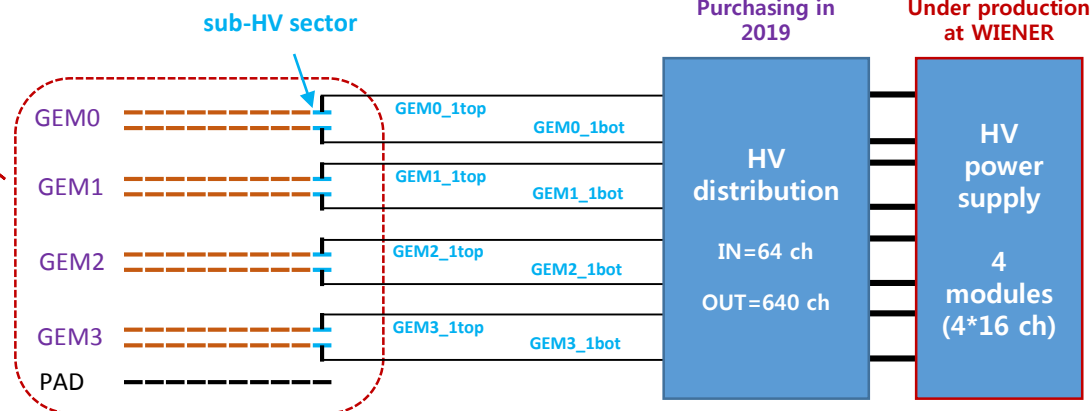 sub-HV sector
Purchasing in
2019
Under production
at WIENER
GEM0
GEM0_1top
GEM0_1bot
GEM1
GEM1_1top
GEM1_1bot
GEM2
GEM2_1top
GEM2_1bot
GEM3
GEM3_1top
GEM3_1bot
PAD
HV
distribution
IN=64 ch
OUT=640 ch
HV
power
supply
4
modules
(4*16 ch)